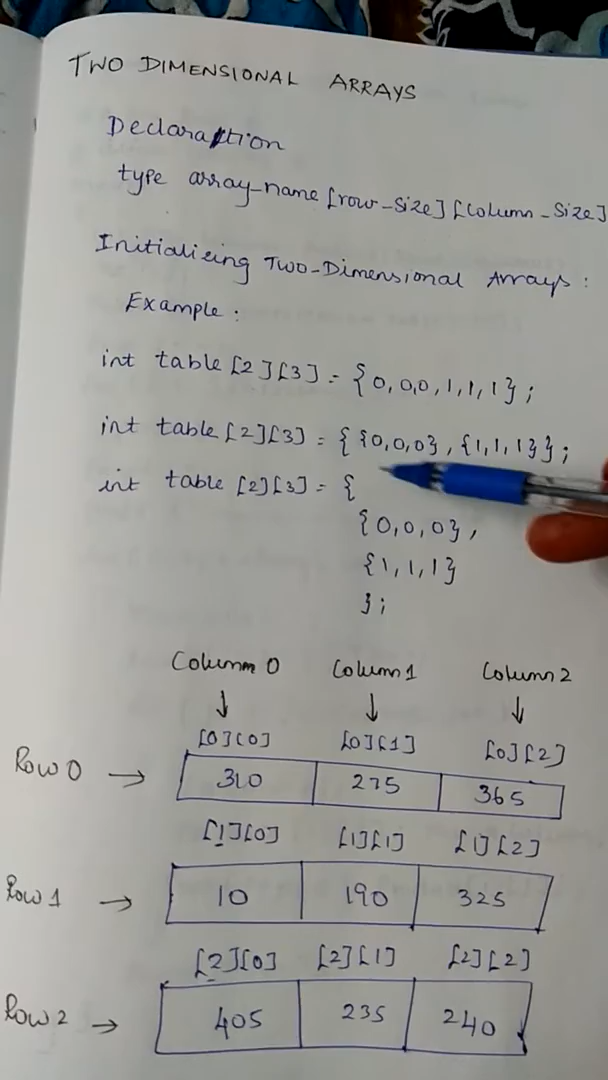 TWO DIMENSIONAL ARRAYS
Declaration
type array-name[row-size][Column-Size]
Initializing Two-Dimensional Arrays:
Example:
int table[2][3] = {0,0,0,1,1,1};
int table[2][3] = {{0,0,0},{1,1,1}};
int table[2][3] = {
{0,0,0},
{1,1,1}
};
Column 0 Column 1 Column 2
[0][0] [0][1] [0][2]
Row 0 → 310 275 365
[1][0] [1][1] [1][2]
Row 1 → 10 190 325
[2][0] [2][1] [2][2]
Row 2 → 405 235 240